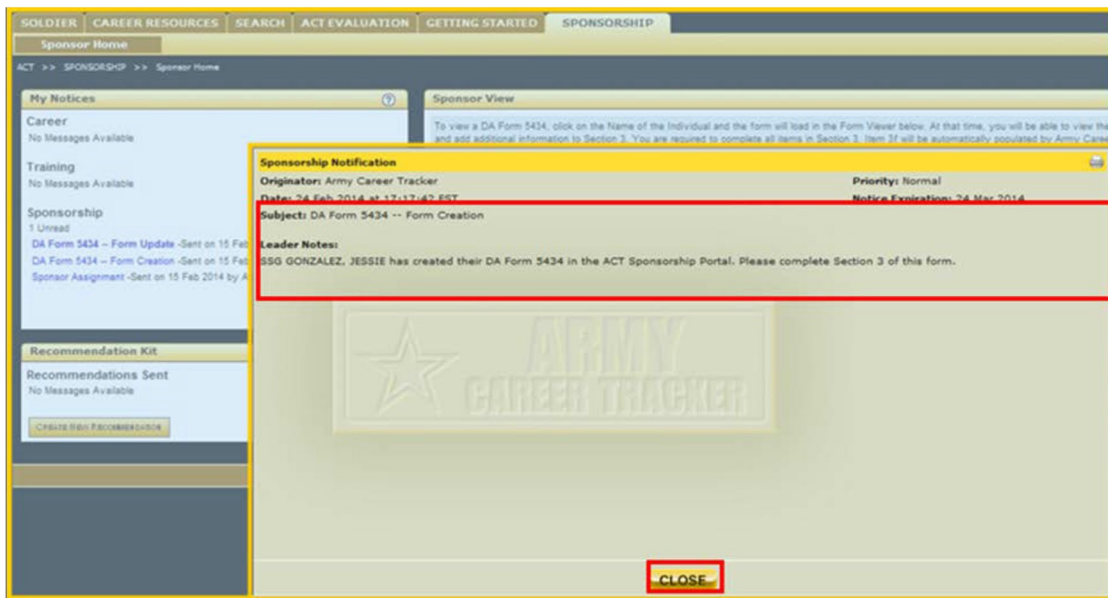 SOLDIER CAREER RESOURCES SEARCH ACT EVALUATION GETTING STARTED SPONSORSHIP
Sponsor Home
ACT >> SPONSORSHIP >> Sponsor Home
My Notices
Career
No Messages Available
Training
No Messages Available
Sponsorship
1 Unread
DA Form 5434 -- Form Update -Sent on 15 Feb
DA Form 5434 -- Form Creation -Sent on 15 Feb
Sponsor Assignment -Sent on 15 Feb 2014 by A
Recommendation Kit
Recommendations Sent
No Messages Available
CREATE NEW RECOMMENDATION
Sponsor View
To view a DA Form 5434, click on the Name of the Individual and the form will load in the Form Viewer below. At that time, you will be able to view the
and add additional information to Section 3. You are required to complete all items in Section 3. Item 3f will be automatically populated by Army Caree
Sponsorship Notification
Originator: Army Career Tracker Priority: Normal
Date: 24 Feb 2014 at 17:17:42 EST Notice Expiration: 24 Mar 2014
Subject: DA Form 5434 -- Form Creation
Leader Notes:
SSG GONZALEZ, JESSIE has created their DA Form 5434 in the ACT Sponsorship Portal. Please complete Section 3 of this form.
ARMY
CAREER TRACKER
CLOSE